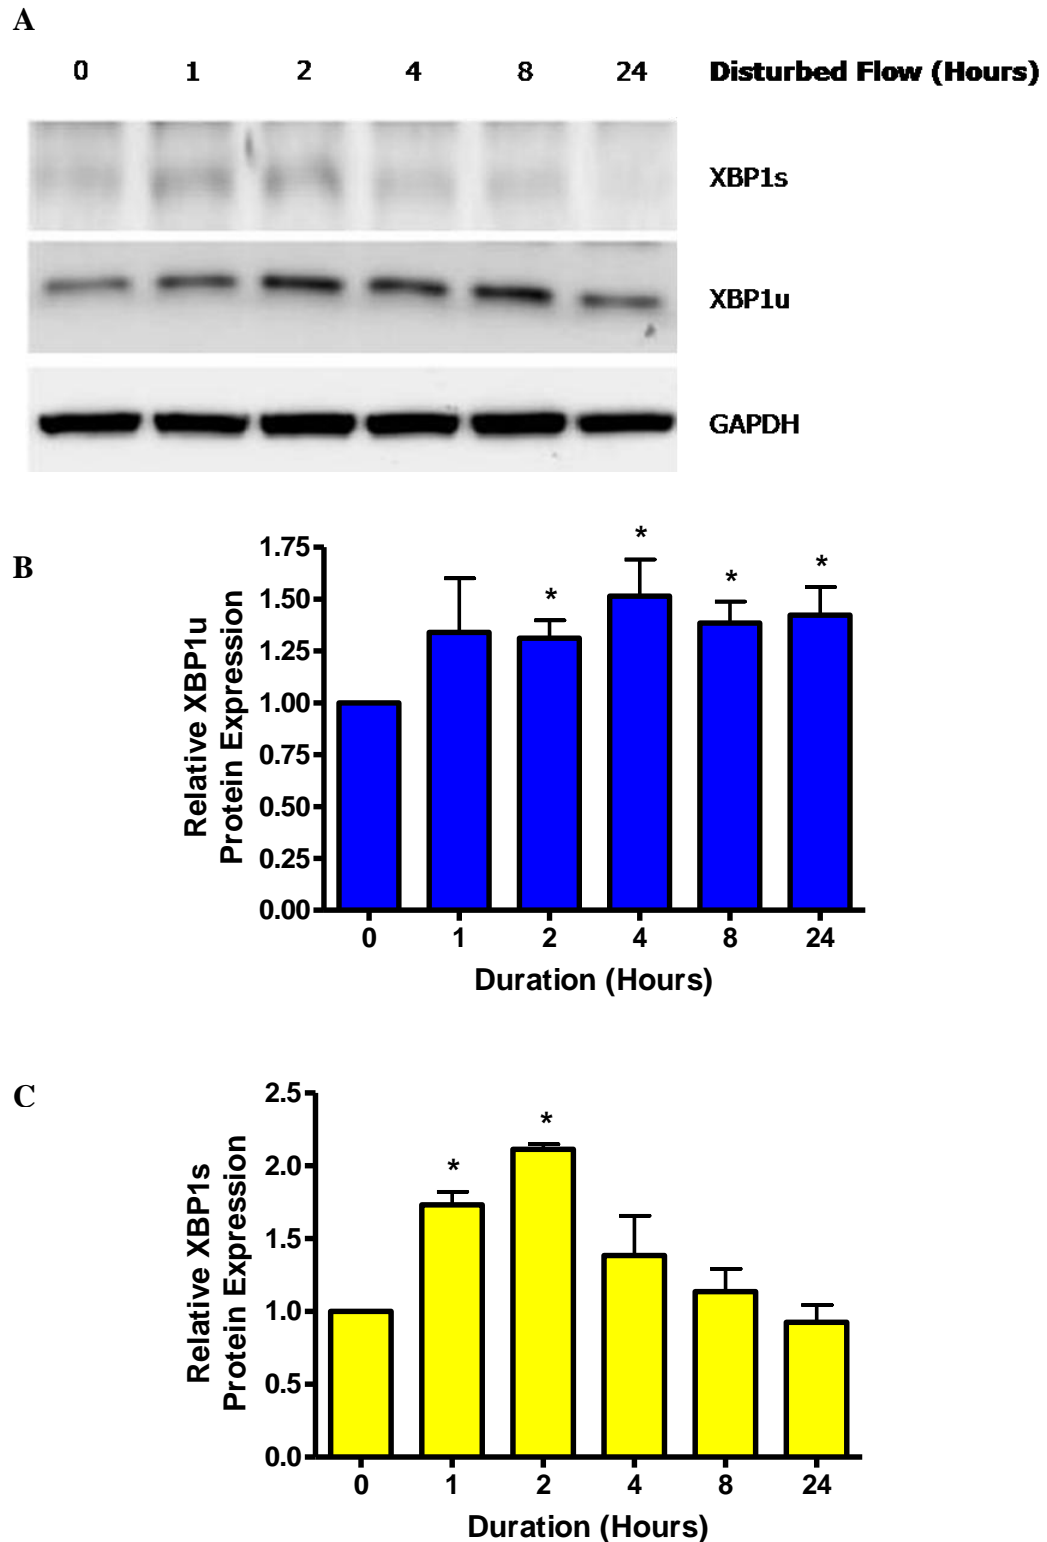 A
0 1 2 4 8 24 Disturbed Flow (Hours)
XBP1s
XBP1u
GAPDH
B
Relative XBP1u
Protein Expression
1.75
1.50
1.25
1.00
0.75
0.50
0.25
0.00
* * * *
0 1 2 4 8 24
Duration (Hours)
C
Relative XBP1s
Protein Expression
2.5
2.0
1.5
1.0
0.5
0.0
* *
0 1 2 4 8 24
Duration (Hours)